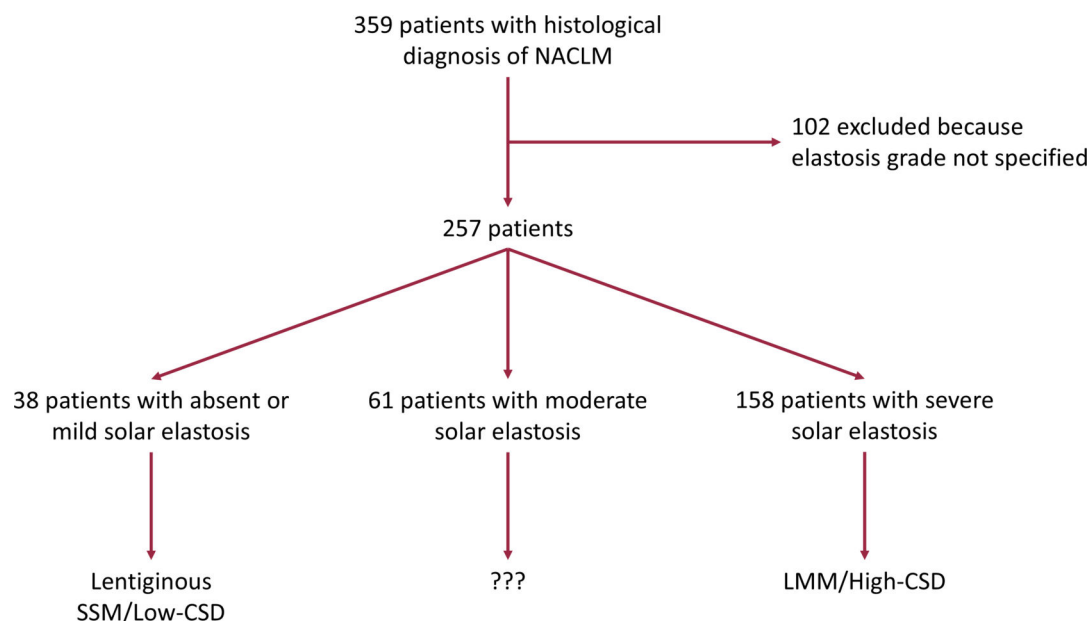 359 patients with histological
diagnosis of NACLM
102 excluded because
elastosis grade not specified
257 patients
38 patients with absent or
mild solar elastosis
61 patients with moderate
solar elastosis
158 patients with severe
solar elastosis
Lentiginous
SSM/Low-CSD
???
LMM/High-CSD